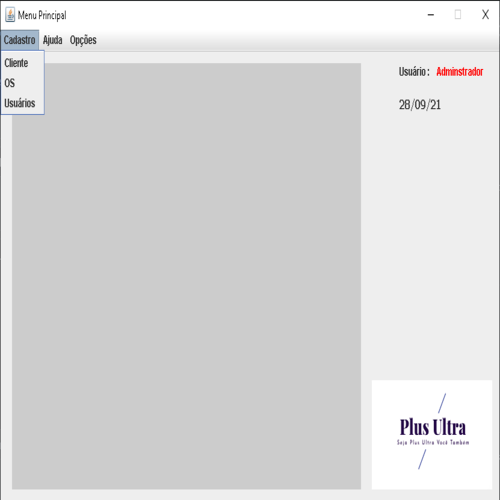 Menu Principal
Cadastro Ajuda Opções
Cliente
OS
Usuários
Usuário : Adminstrador
28/09/21
Plus Ultra
Seja Plus Ultra Você Tambem